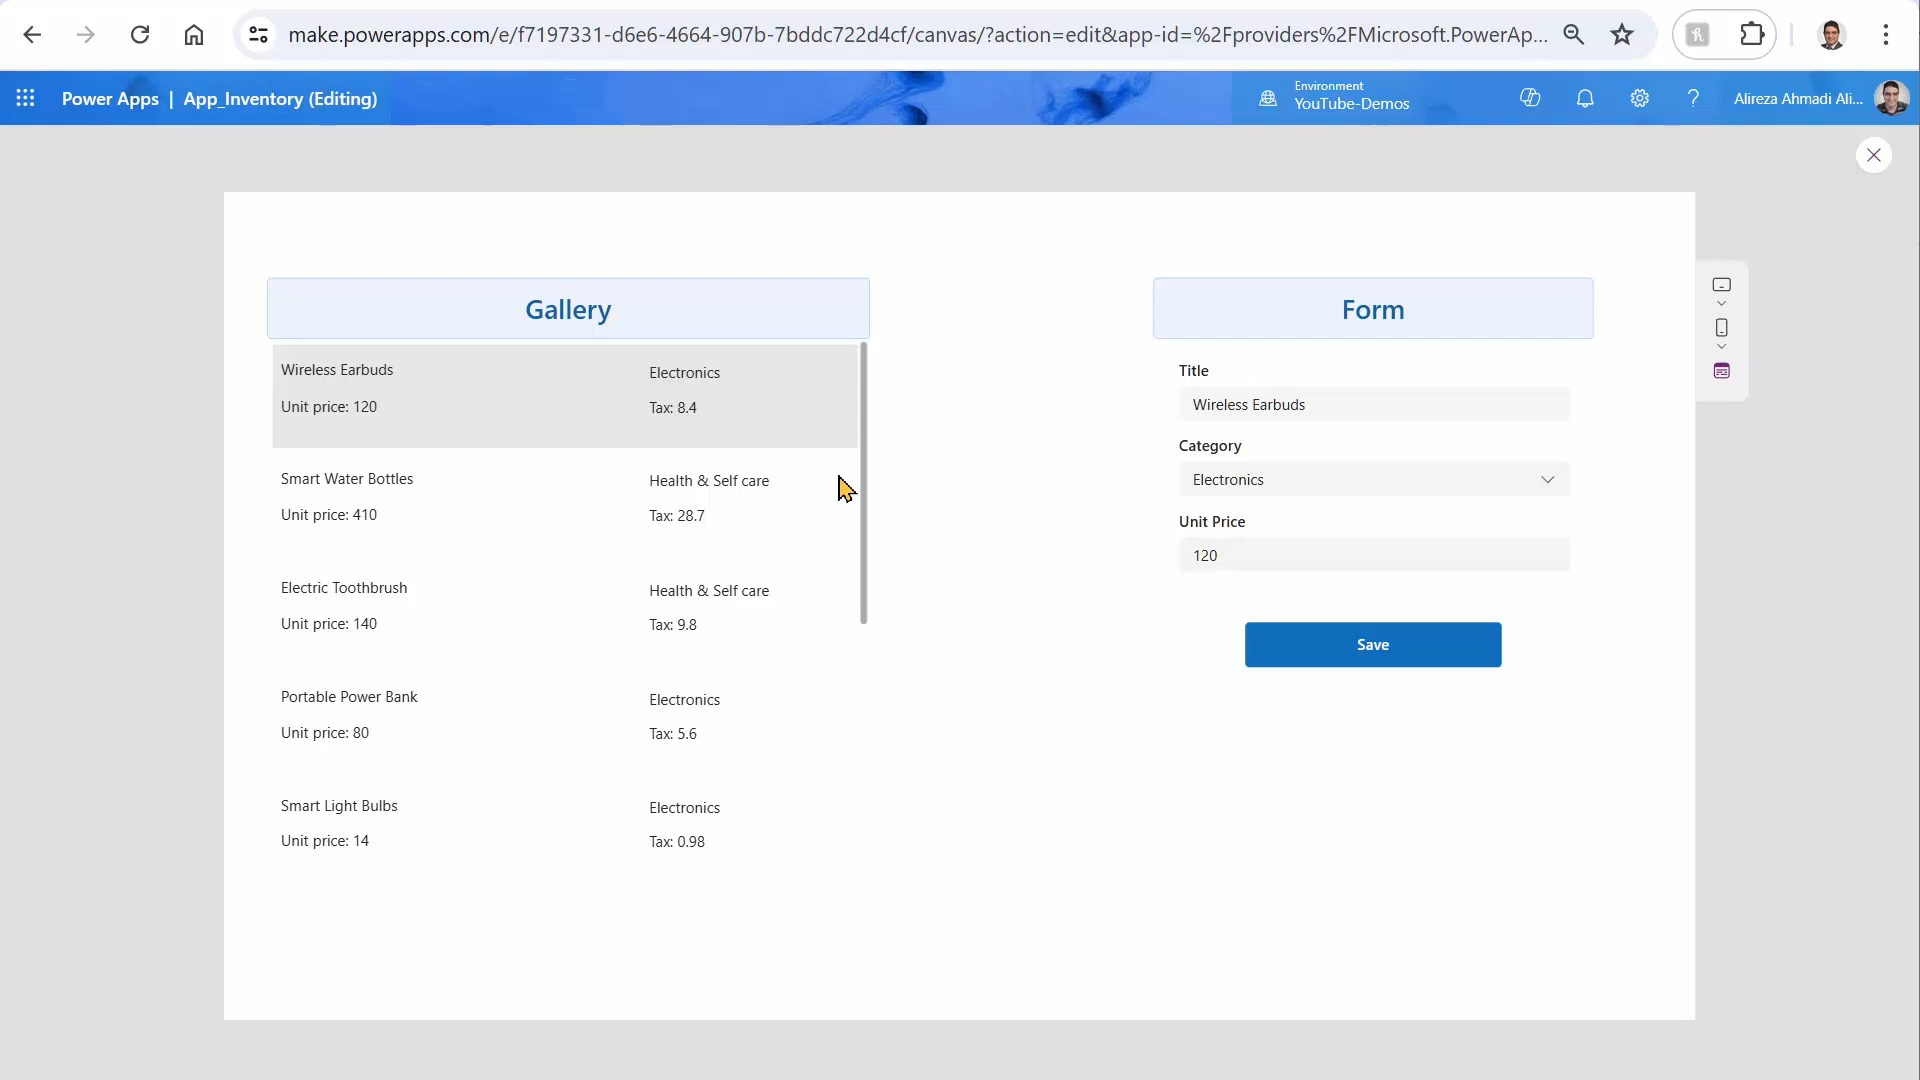 make.powerapps.com/e/f7197331-d6e6-4664-907b-7bddc722d4cf/canvas/?action=edit&app-id=%2Fproviders%2FMicrosoft.PowerAp...
Power Apps | App_Inventory (Editing)
Environment
YouTube-Demos
Alireza Ahmadi Ali...
Gallery
Wireless Earbuds
Electronics
Unit price: 120
Tax: 8.4
Smart Water Bottles
Health & Self care
Unit price: 410
Tax: 28.7
Electric Toothbrush
Health & Self care
Unit price: 140
Tax: 9.8
Portable Power Bank
Electronics
Unit price: 80
Tax: 5.6
Smart Light Bulbs
Electronics
Unit price: 14
Tax: 0.98
Form
Title
Wireless Earbuds
Category
Electronics
Unit Price
120
Save